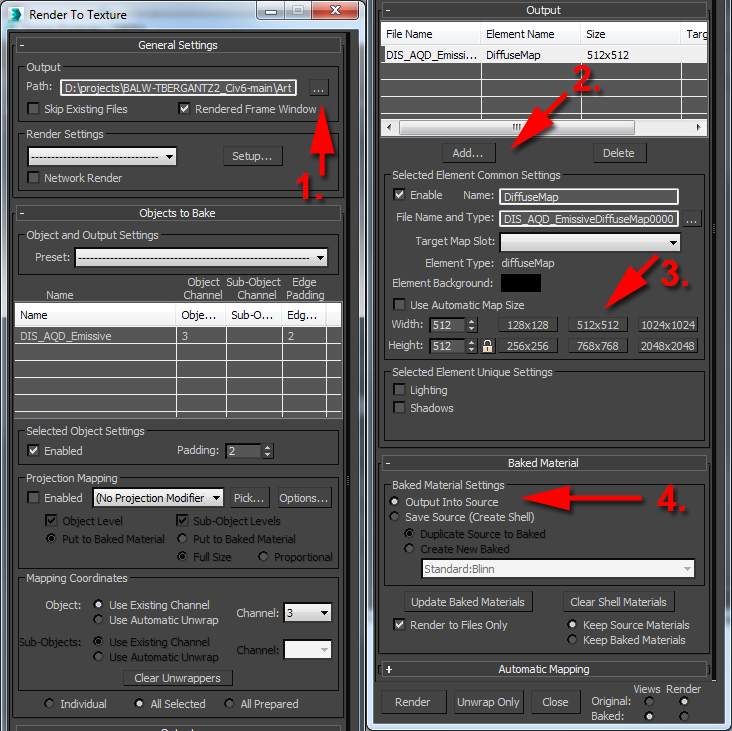 Render To Texture
General Settings
Output
Path: D:\projects\BALW-TBERGANTZ2_Civ6-main\Art ...
Skip Existing Files Rendered Frame Window
Render Settings
Setup...
Network Render
1.
Objects to Bake
Object and Output Settings
Preset:
Name Object Channel Sub-Object Channel Edge Padding
Name Obje... Sub-O... Edg...
DIS_AQD_Emissive 3 2
Selected Object Settings
Enabled Padding: 2
Projection Mapping
Enabled (No Projection Modifier Pick... Options...
Object Level Sub-Object Levels
Put to Baked Material Put to Baked Material
Full Size Proportional
Mapping Coordinates
Object: Use Existing Channel Channel: 3
Use Automatic Unwrap
Sub-Objects: Use Existing Channel Channel:
Use Automatic Unwrap
Clear Unwrappers
Individual All Selected All Prepared
Output
File Name Element Name Size Targ
DIS_AQD_Emissi... DiffuseMap 512x512
2.
Add... Delete
Selected Element Common Settings
Enable Name: DiffuseMap
File Name and Type: DIS_AQD_EmissiveDiffuseMap0000 ...
Target Map Slot:
Element Type: diffuseMap
3.
Element Background:
Use Automatic Map Size
Width: 512 128x128 512x512 1024x1024
Height: 512 256x256 768x768 2048x2048
Selected Element Unique Settings
Lighting
Shadows
Baked Material
Baked Material Settings
Output Into Source
4.
Save Source (Create Shell)
Duplicate Source to Baked
Create New Baked
Standard:Blinn
Update Baked Materials Clear Shell Materials
Render to Files Only Keep Source Materials
Keep Baked Materials
Automatic Mapping
Views Render
Render Unwrap Only Close Original:
Baked: